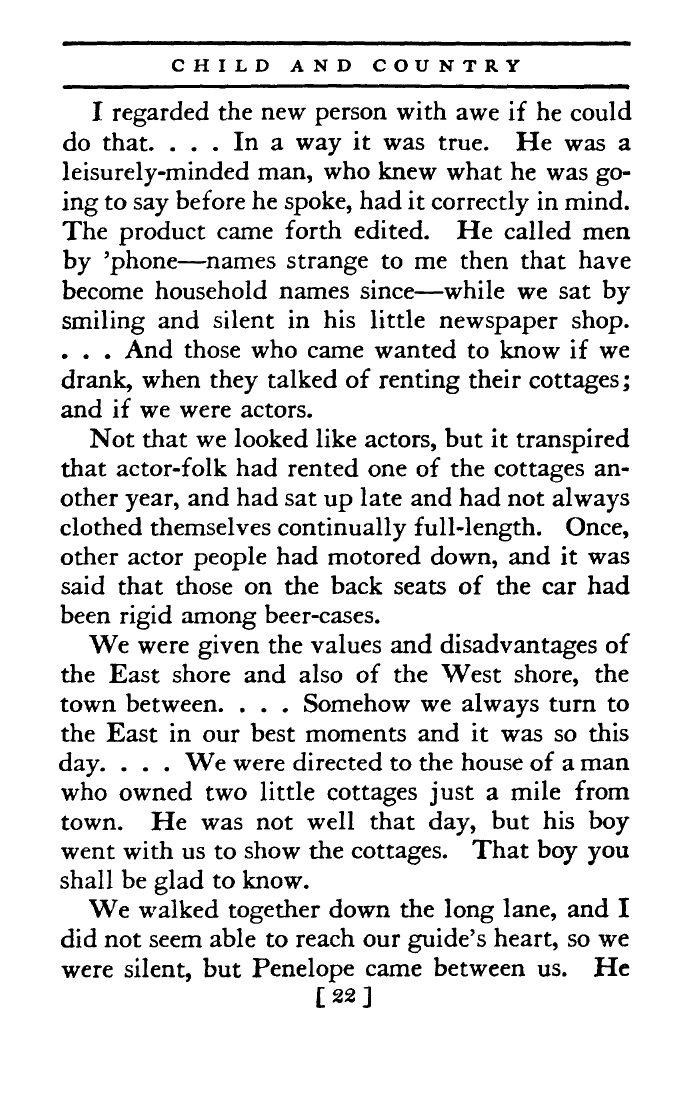 CHILD AND COUNTRY
I regarded the new person with awe if he could
do that. . . . In a way it was true. He was a
leisurely-minded man, who knew what he was go-
ing to say before he spoke, had it correctly in mind.
The product came forth edited. He called men
by ’phone—names strange to me then that have
become household names since—while we sat by
smiling and silent in his little newspaper shop.
. . . And those who came wanted to know if we
drank, when they talked of renting their cottages;
and if we were actors.
Not that we looked like actors, but it transpired
that actor-folk had rented one of the cottages an-
other year, and had sat up late and had not always
clothed themselves continually full-length. Once,
other actor people had motored down, and it was
said that those on the back seats of the car had
been rigid among beer-cases.
We were given the values and disadvantages of
the East shore and also of the West shore, the
town between. . . . Somehow we always turn to
the East in our best moments and it was so this
day. . . . We were directed to the house of a man
who owned two little cottages just a mile from
town. He was not well that day, but his boy
went with us to show the cottages. That boy you
shall be glad to know.
We walked together down the long lane, and I
did not seem able to reach our guide’s heart, so we
were silent, but Penelope came between us. He
[ 22 ]